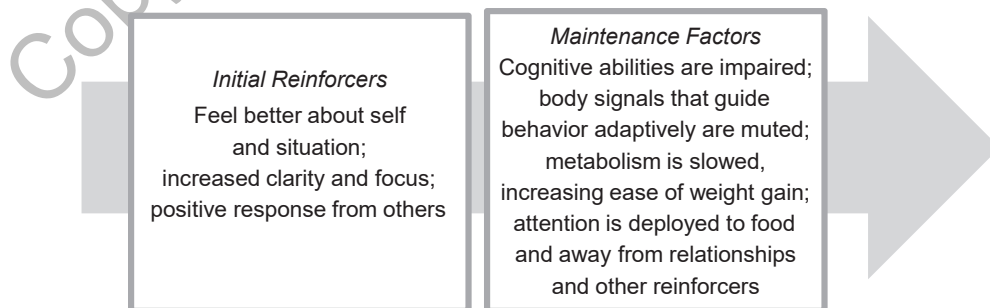 Initial Reinforcers
Feel better about self
and situation;
increased clarity and focus;
positive response from others
Maintenance Factors
Cognitive abilities are impaired;
body signals that guide
behavior adaptively are muted;
metabolism is slowed,
increasing ease of weight gain;
attention is deployed to food
and away from relationships
and other reinforcers